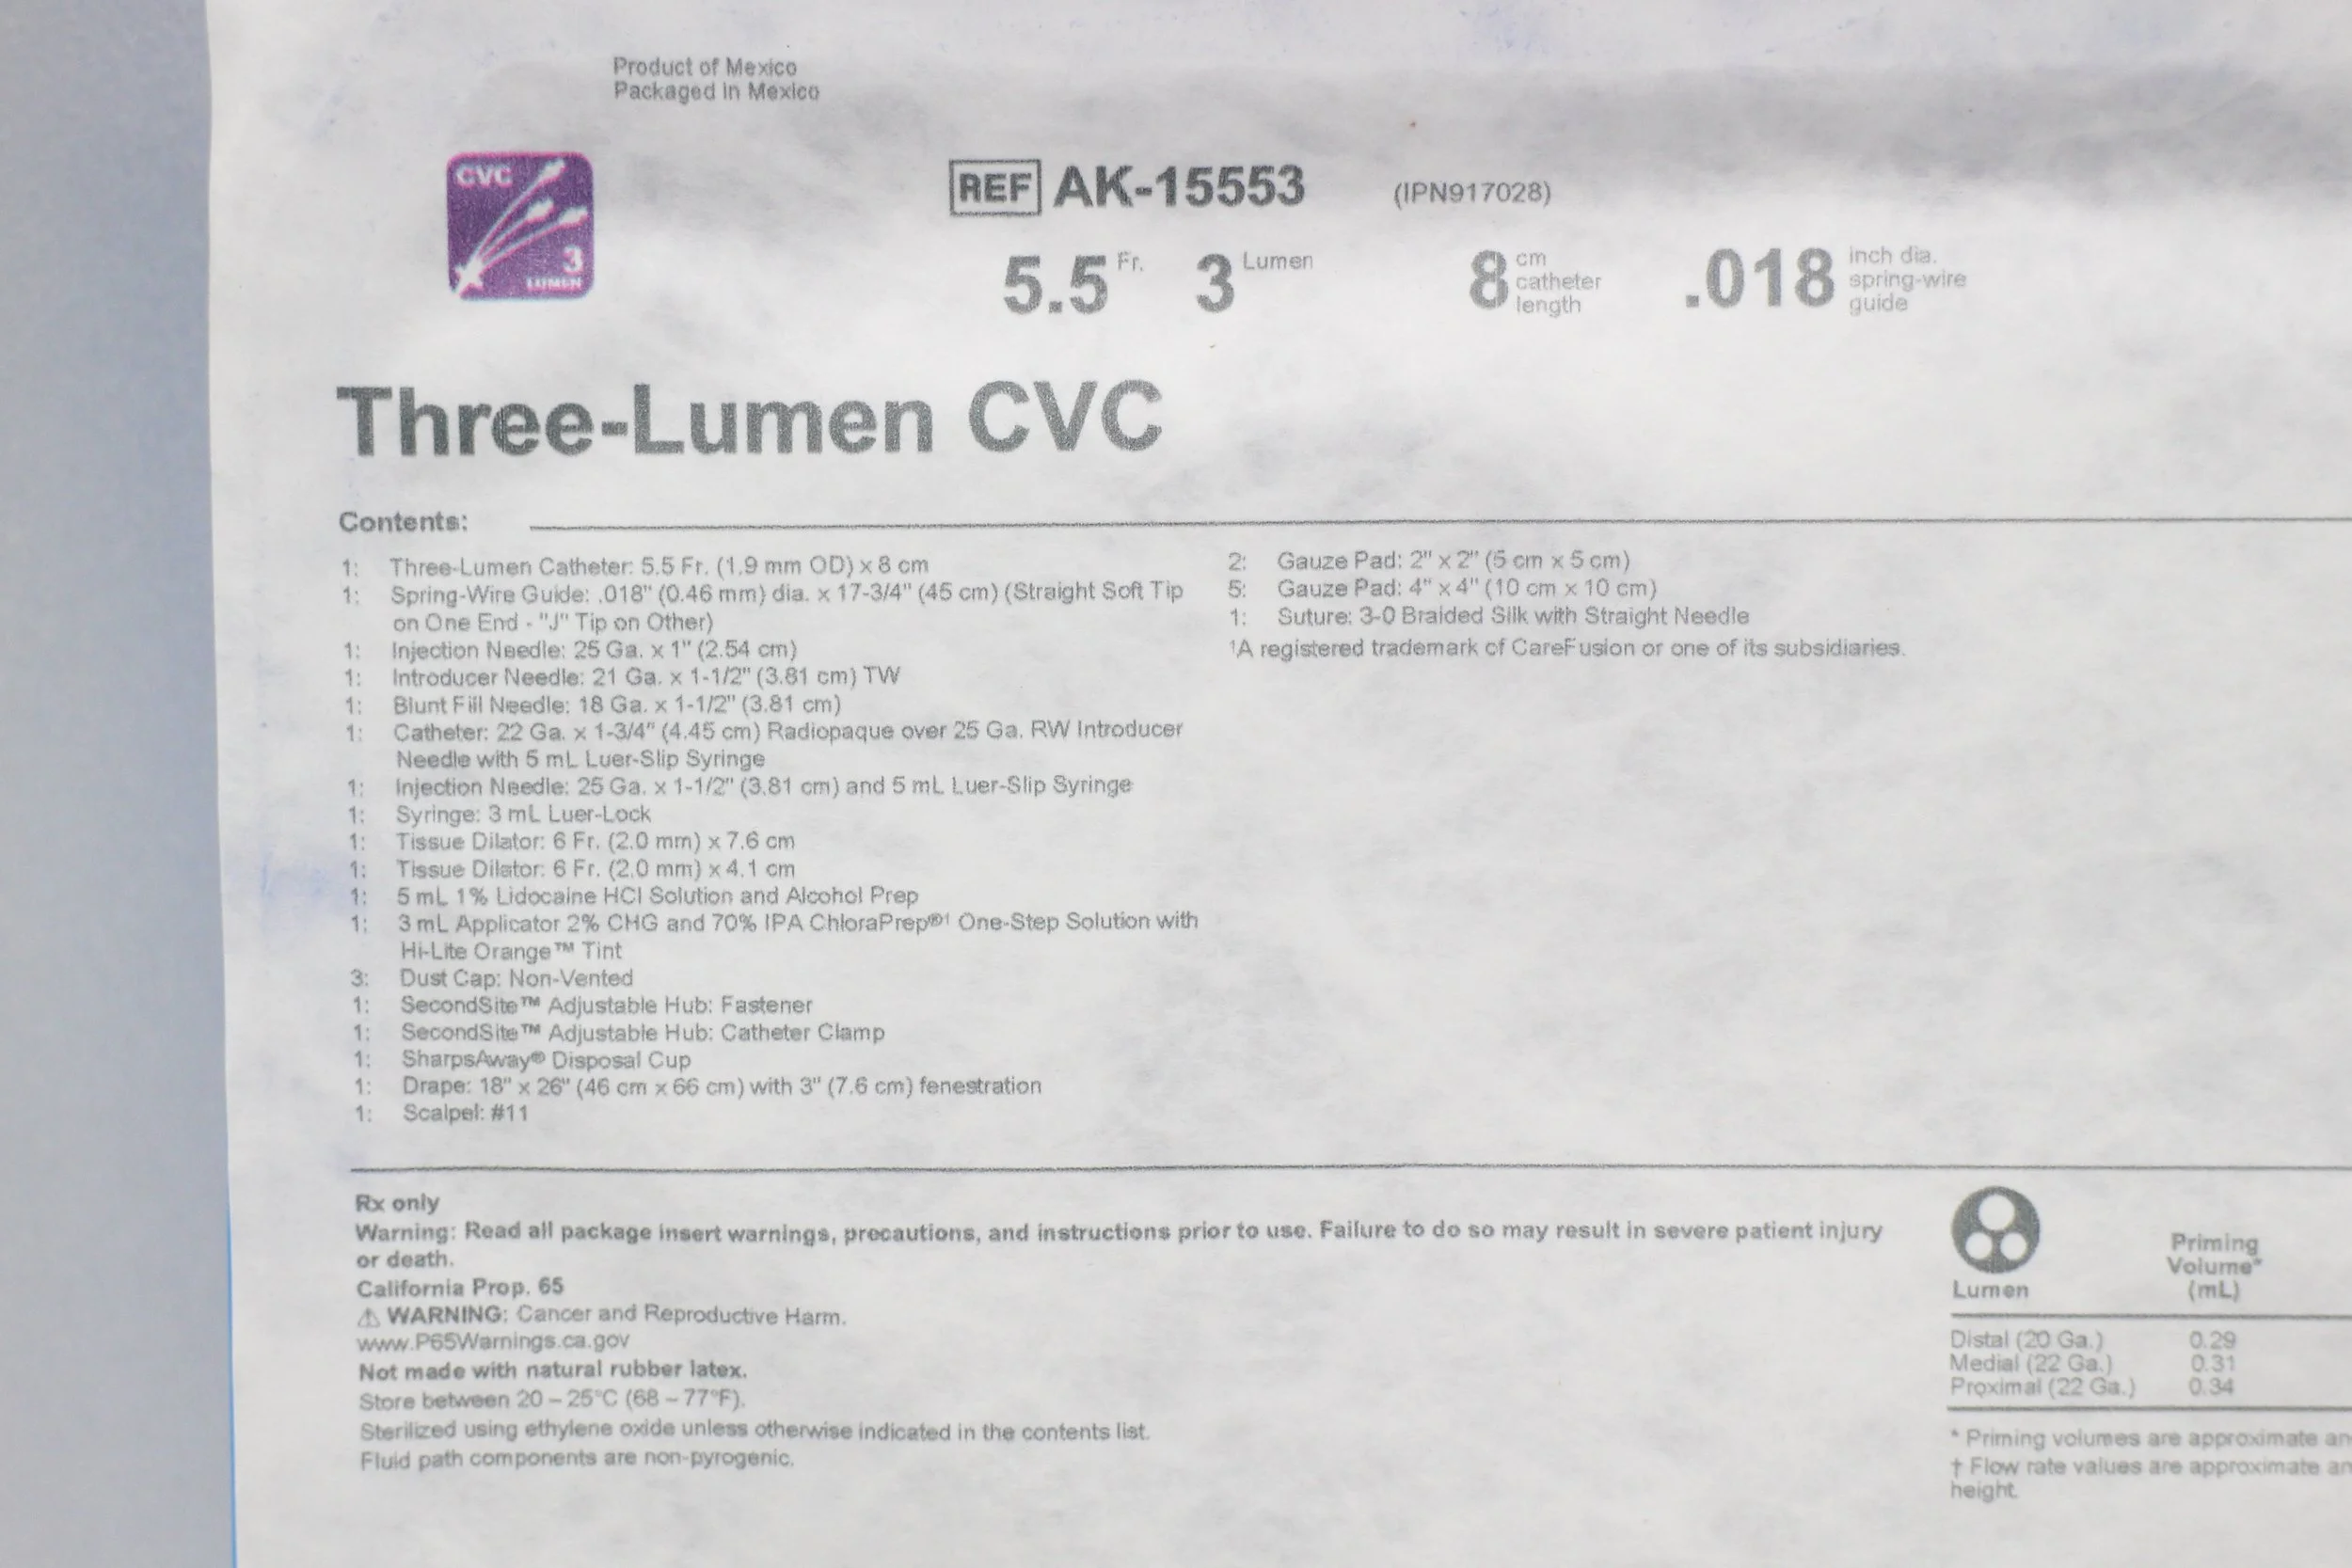 Product of Mexico
Packaged in Mexico
CVC
3
LUMEN
REF AK-15553 (IPN917028)
5.5 Fr. 3 Lumen 8 cm catheter length .018 inch dia. spring-wire guide
Three-Lumen CVC
Contents:
1: Three-Lumen Catheter: 5.5 Fr. (1.9 mm OD) x 8 cm
1: Spring-Wire Guide: .018" (0.46 mm) dia. x 17-3/4" (45 cm) (Straight Soft Tip
on One End - "J" Tip on Other)
1: Injection Needle: 25 Ga. x 1" (2.54 cm)
1: Introducer Needle: 21 Ga. x 1-1/2" (3.81 cm) TW
1: Blunt Fill Needle: 18 Ga. x 1-1/2" (3.81 cm)
1: Catheter: 22 Ga. x 1-3/4" (4.45 cm) Radiopaque over 25 Ga. RW Introducer
Needle with 5 mL Luer-Slip Syringe
1: Injection Needle: 25 Ga. x 1-1/2" (3.81 cm) and 5 mL Luer-Slip Syringe
1: Syringe: 3 mL Luer-Lock
1: Tissue Dilator: 6 Fr. (2.0 mm) x 7.6 cm
1: Tissue Dilator: 6 Fr. (2.0 mm) x 4.1 cm
1: 5 mL 1% Lidocaine HCl Solution and Alcohol Prep
1: 3 mL Applicator 2% CHG and 70% IPA ChloraPrep®¹ One-Step Solution with
Hi-Lite Orange™ Tint
3: Dust Cap: Non-Vented
1: SecondSite™ Adjustable Hub: Fastener
1: SecondSite™ Adjustable Hub: Catheter Clamp
1: SharpsAway® Disposal Cup
1: Drape: 18" x 26" (46 cm x 66 cm) with 3" (7.6 cm) fenestration
1: Scalpel: #11
2: Gauze Pad: 2" x 2" (5 cm x 5 cm)
5: Gauze Pad: 4" x 4" (10 cm x 10 cm)
1: Suture: 3-0 Braided Silk with Straight Needle
¹A registered trademark of CareFusion or one of its subsidiaries.
Rx only
Warning: Read all package insert warnings, precautions, and instructions prior to use. Failure to do so may result in severe patient injury
or death.
California Prop. 65
⚠ WARNING: Cancer and Reproductive Harm.
www.P65Warnings.ca.gov
Not made with natural rubber latex.
Store between 20 – 25°C (68 – 77°F).
Sterilized using ethylene oxide unless otherwise indicated in the contents list.
Fluid path components are non-pyrogenic.
Lumen Priming Volume* (mL)
Distal (20 Ga.) 0.29
Medial (22 Ga.) 0.31
Proximal (22 Ga.) 0.34
* Priming volumes are approximate
† Flow rate values are approximate
height.